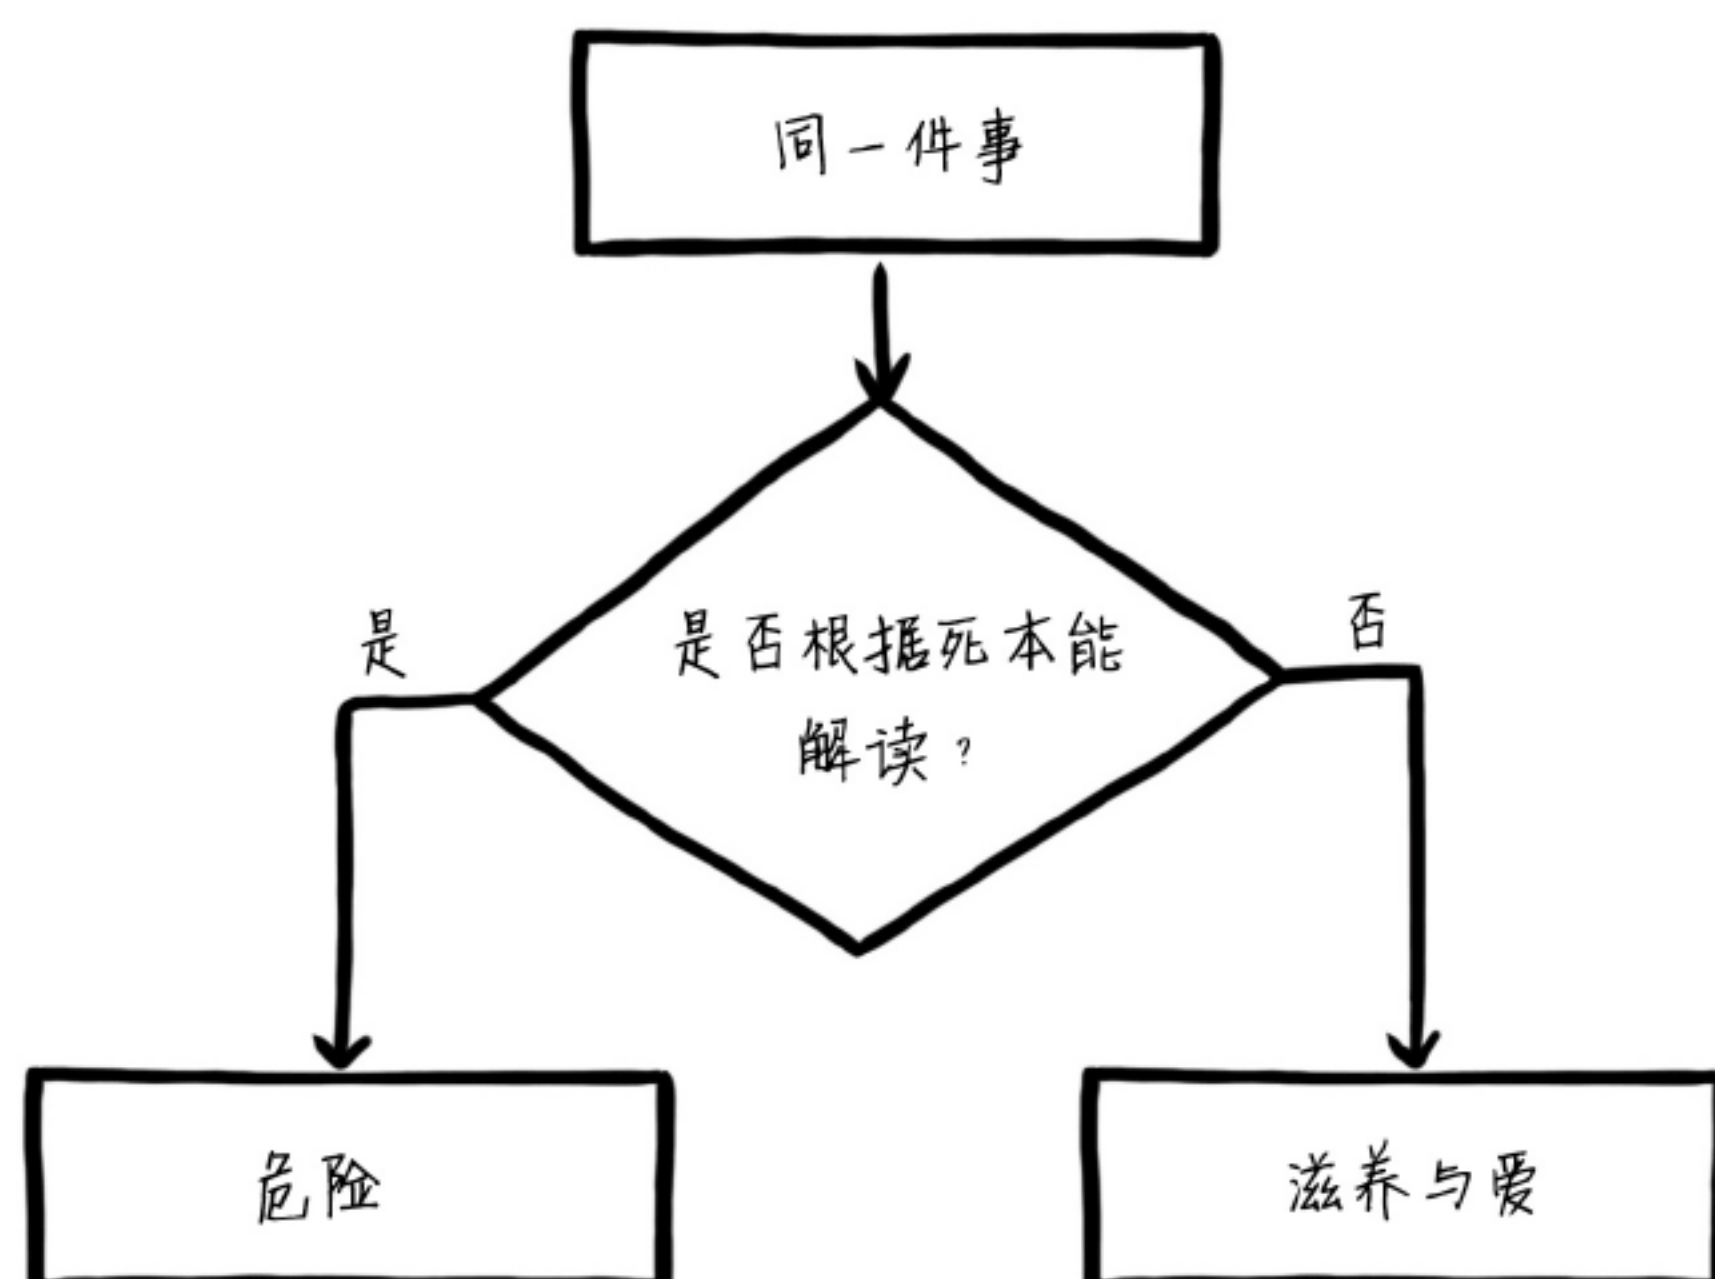 同一件事
是
是否根据死本能
否
解读？
危险
滋养与爱